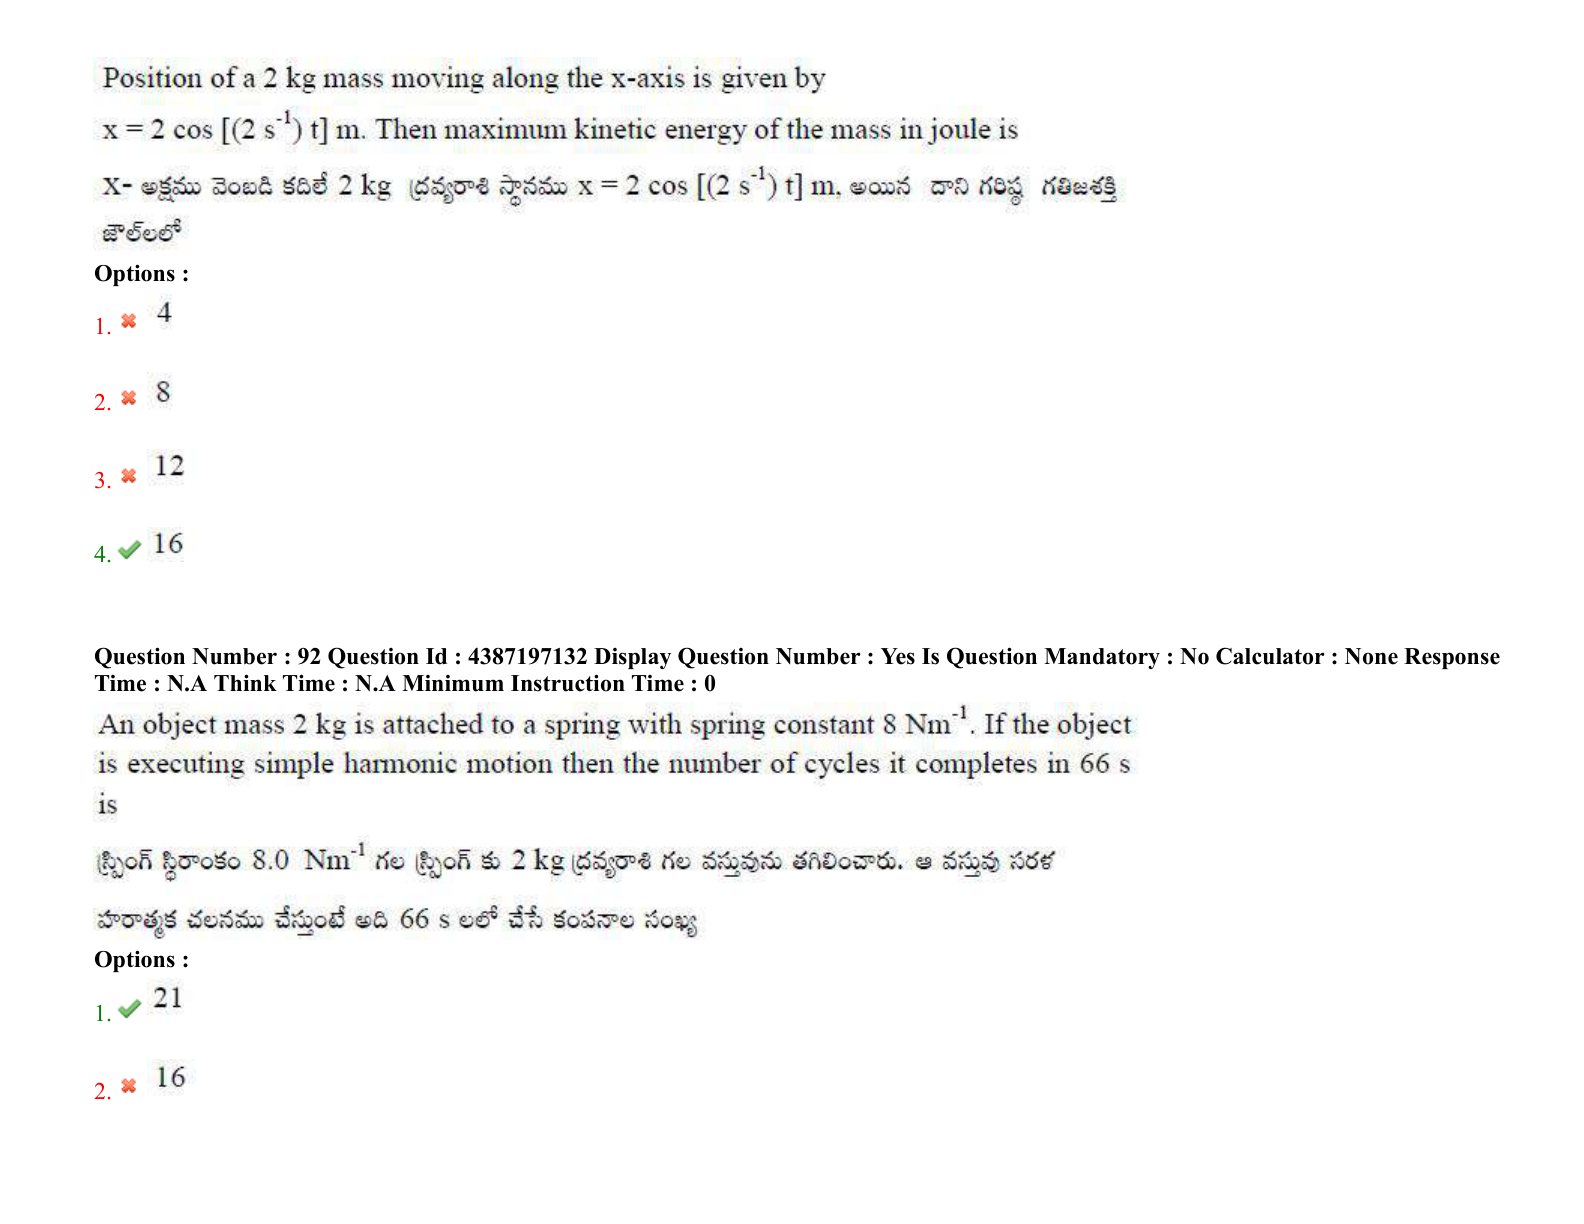 Position of a 2 kg mass moving along the x-axis is given by
x = 2 cos [(2 s⁻¹) t] m. Then maximum kinetic energy of the mass in joule is
X- అక్షము వెంబడి కదిలే 2 kg ద్రవ్యరాశి స్థానము x = 2 cos [(2 s⁻¹) t] m, అయిన దాని గరిష్ఠ గతిజశక్తి
జౌల్‌లలో
Options :
1. ✖ 4
2. ✖ 8
3. ✖ 12
4. ✔ 16
Question Number : 92 Question Id : 4387197132 Display Question Number : Yes Is Question Mandatory : No Calculator : None Response
Time : N.A Think Time : N.A Minimum Instruction Time : 0
An object mass 2 kg is attached to a spring with spring constant 8 Nm⁻¹. If the object
is executing simple harmonic motion then the number of cycles it completes in 66 s
is
స్ప్రింగ్ స్థిరాంకం 8.0 Nm⁻¹ గల స్ప్రింగ్ కు 2 kg ద్రవ్యరాశి గల వస్తువును తగిలించారు. ఆ వస్తువు సరళ
హరాత్మక చలనము చేస్తుంటే అది 66 s లలో చేసే కంపనాల సంఖ్య
Options :
1. ✔ 21
2. ✖ 16